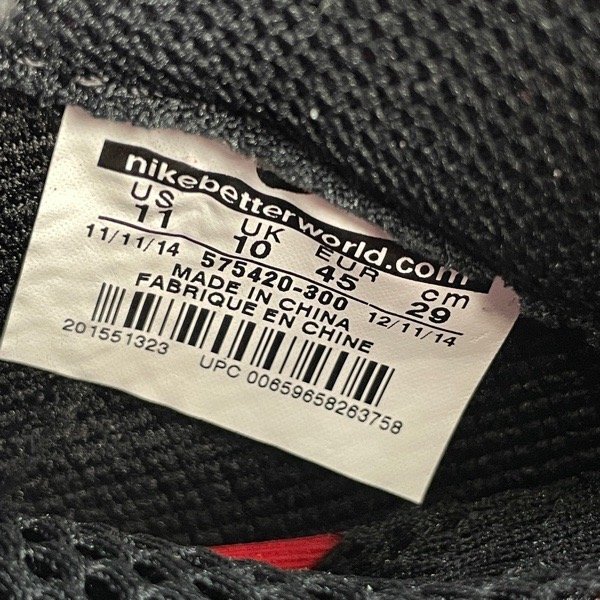 nikebetterworld.com
US UK EUR cm
11 10 45 29
11/11/14 575420-300 12/11/14
MADE IN CHINA
FABRIQUE EN CHINE
201551323 UPC 00659658263758